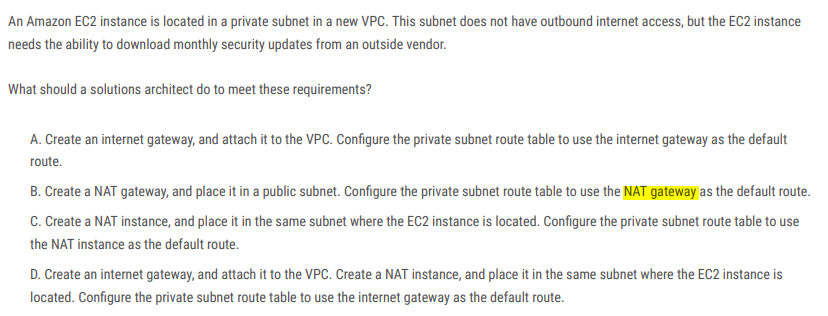 An Amazon EC2 instance is located in a private subnet in a new VPC. This subnet does not have outbound internet access, but the EC2 instance
needs the ability to download monthly security updates from an outside vendor.
What should a solutions architect do to meet these requirements?
A. Create an internet gateway, and attach it to the VPC. Configure the private subnet route table to use the internet gateway as the default
route.
B. Create a NAT gateway, and place it in a public subnet. Configure the private subnet route table to use the NAT gateway as the default route.
C. Create a NAT instance, and place it in the same subnet where the EC2 instance is located. Configure the private subnet route table to use
the NAT instance as the default route.
D. Create an internet gateway, and attach it to the VPC. Create a NAT instance, and place it in the same subnet where the EC2 instance is
located. Configure the private subnet route table to use the internet gateway as the default route.